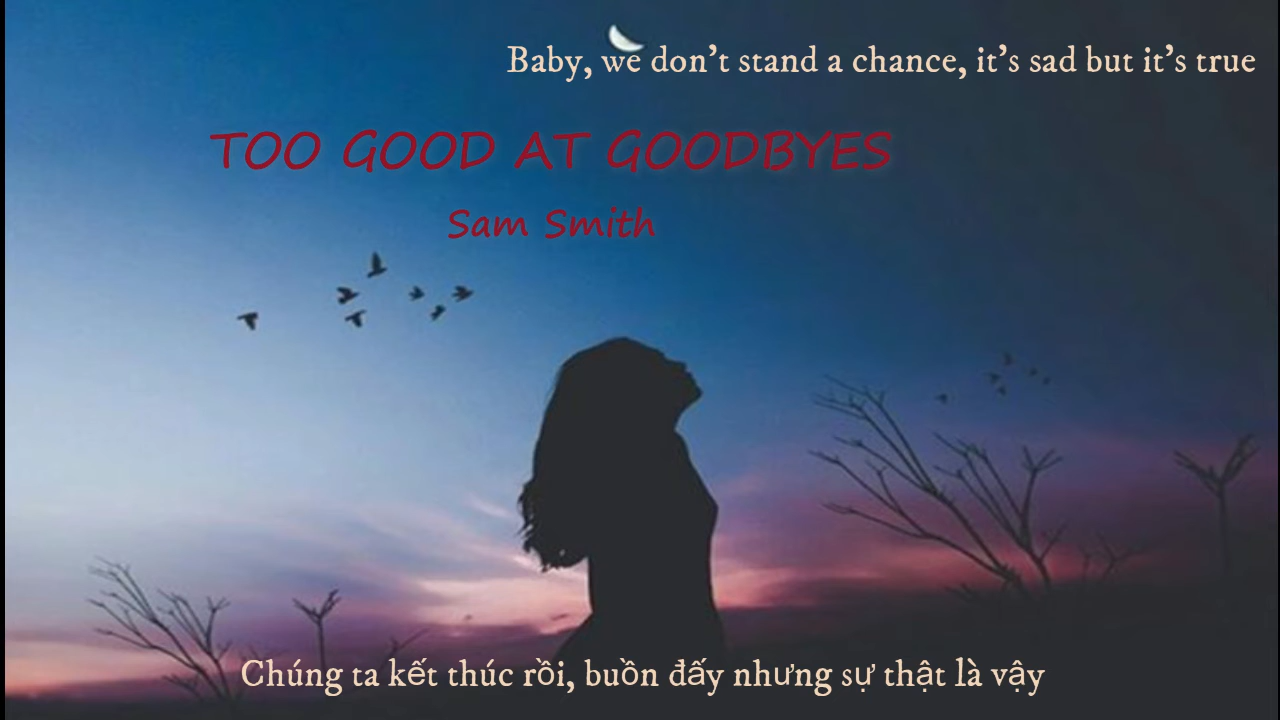 Baby, we don't stand a chance, it's sad but it's true
TOO GOOD AT GOODBYES
Sam Smith
Chúng ta kết thúc rồi, buồn đấy nhưng sự thật là vậy